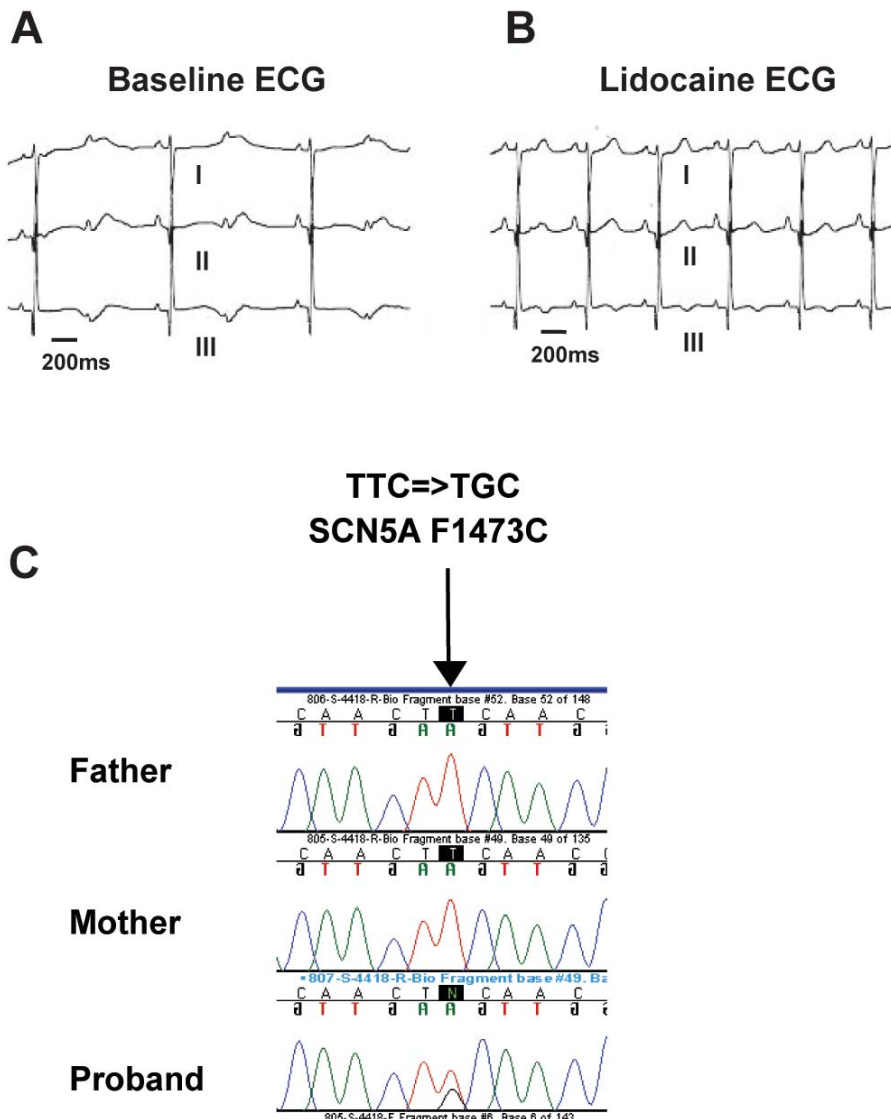 A
Baseline ECG
I
II
III
200ms
B
Lidocaine ECG
I
II
III
200ms
C
TTC=>TGC
SCN5A F1473C
806-S-4418-R-Bio Fragment base #52. Base 52 of 148
C A A C T T C A A C
G T T G A A G T T G
Father
805-S-4418-R-Bio Fragment base #49. Base 49 of 135
C A A C T T C A A C
G T T G A A G T T G G
Mother
•807-S-4418-R-Bio Fragment base #49. Ba
C A A C T N C A A C
G T T G A A G T T G
Proband
805-S-4418-F Fragment base #6. Base 6 of 143